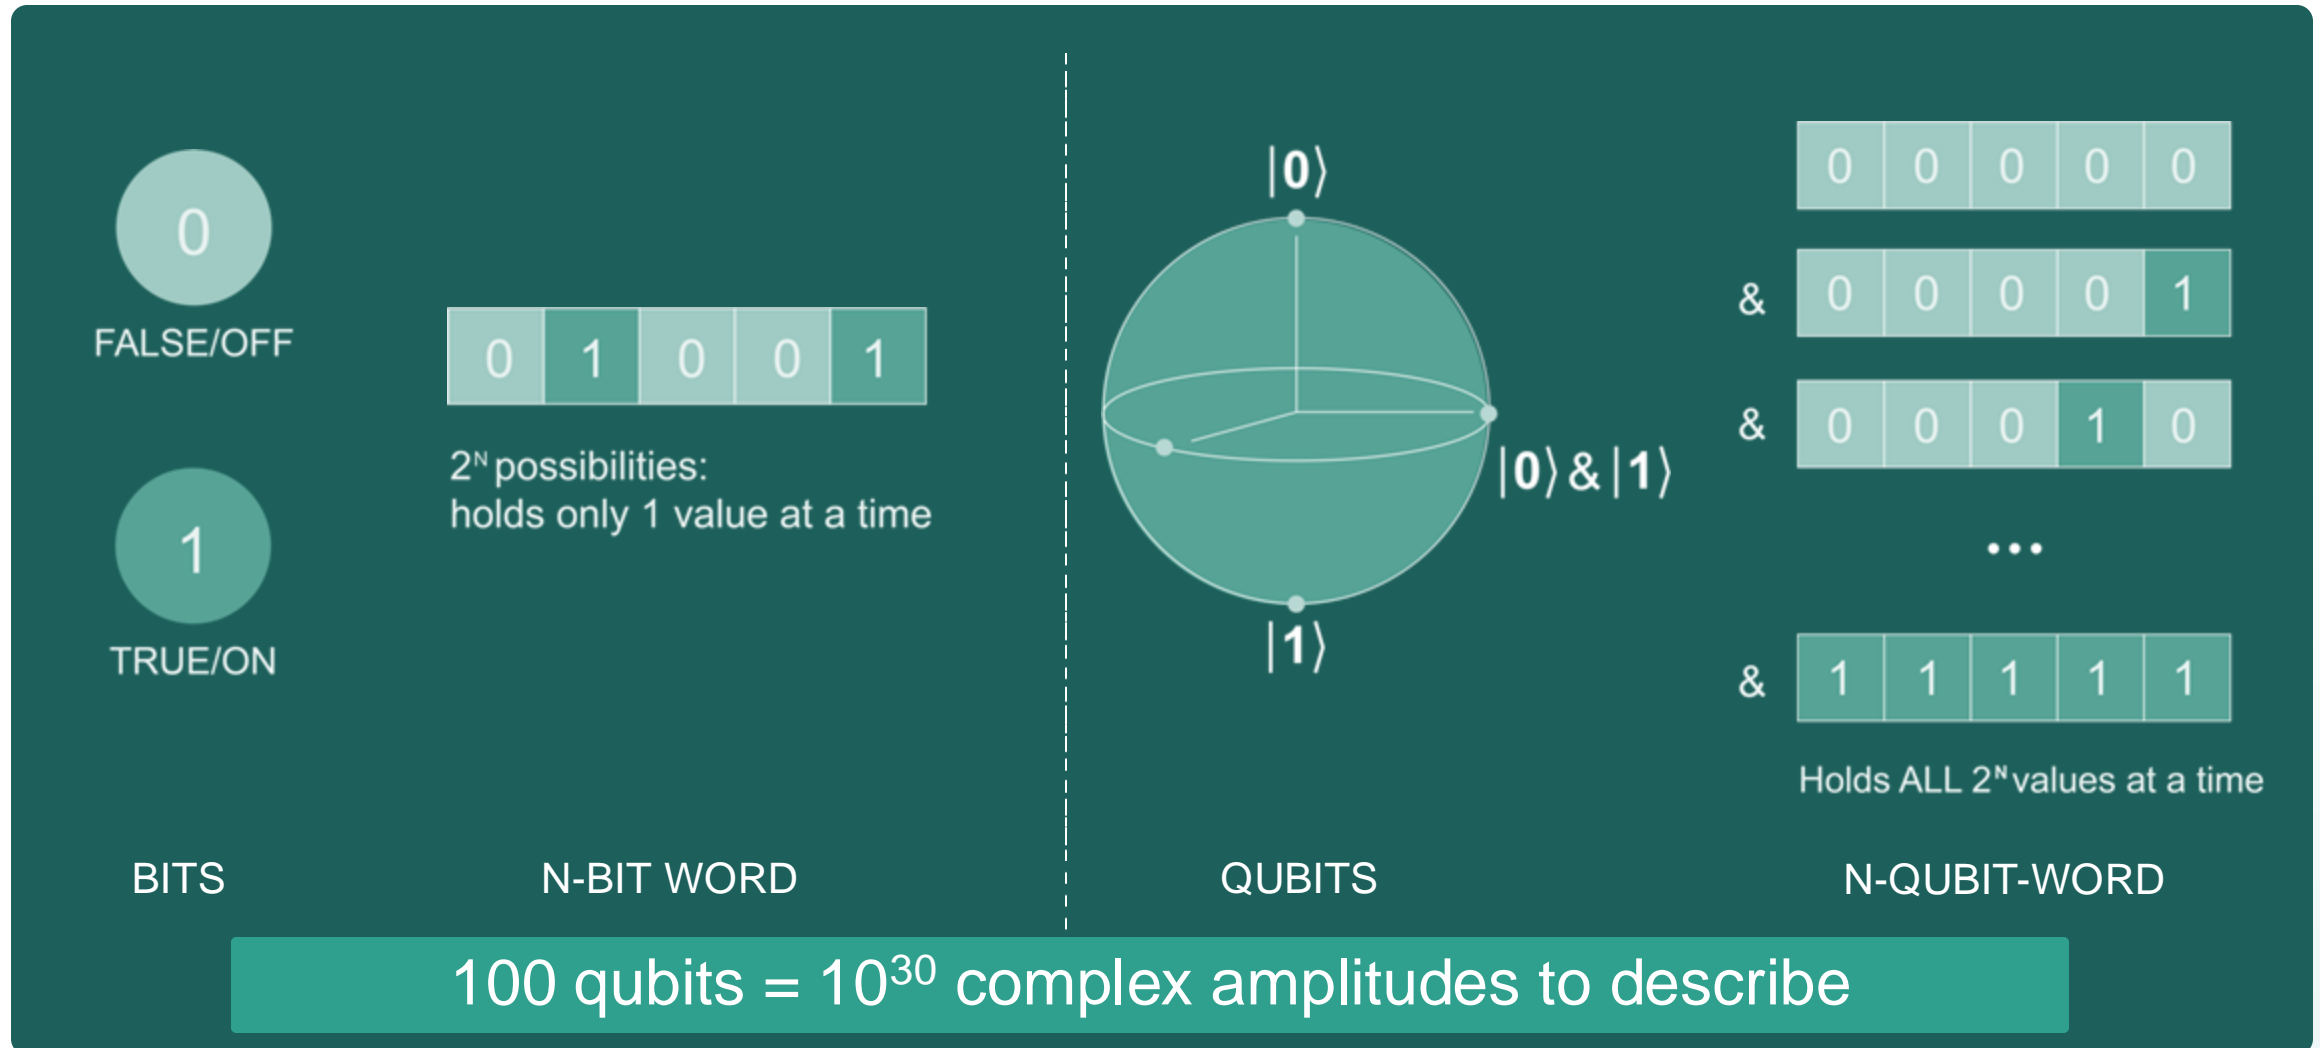 0
FALSE/OFF
1
TRUE/ON
BITS
0 1 0 0 1
2ᴺ possibilities:
holds only 1 value at a time
N-BIT WORD
|0⟩
|0⟩ & |1⟩
|1⟩
QUBITS
0 0 0 0 0
& 0 0 0 0 1
& 0 0 0 1 0
...
& 1 1 1 1 1
Holds ALL 2ᴺ values at a time
N-QUBIT-WORD
100 qubits = 10³⁰ complex amplitudes to describe